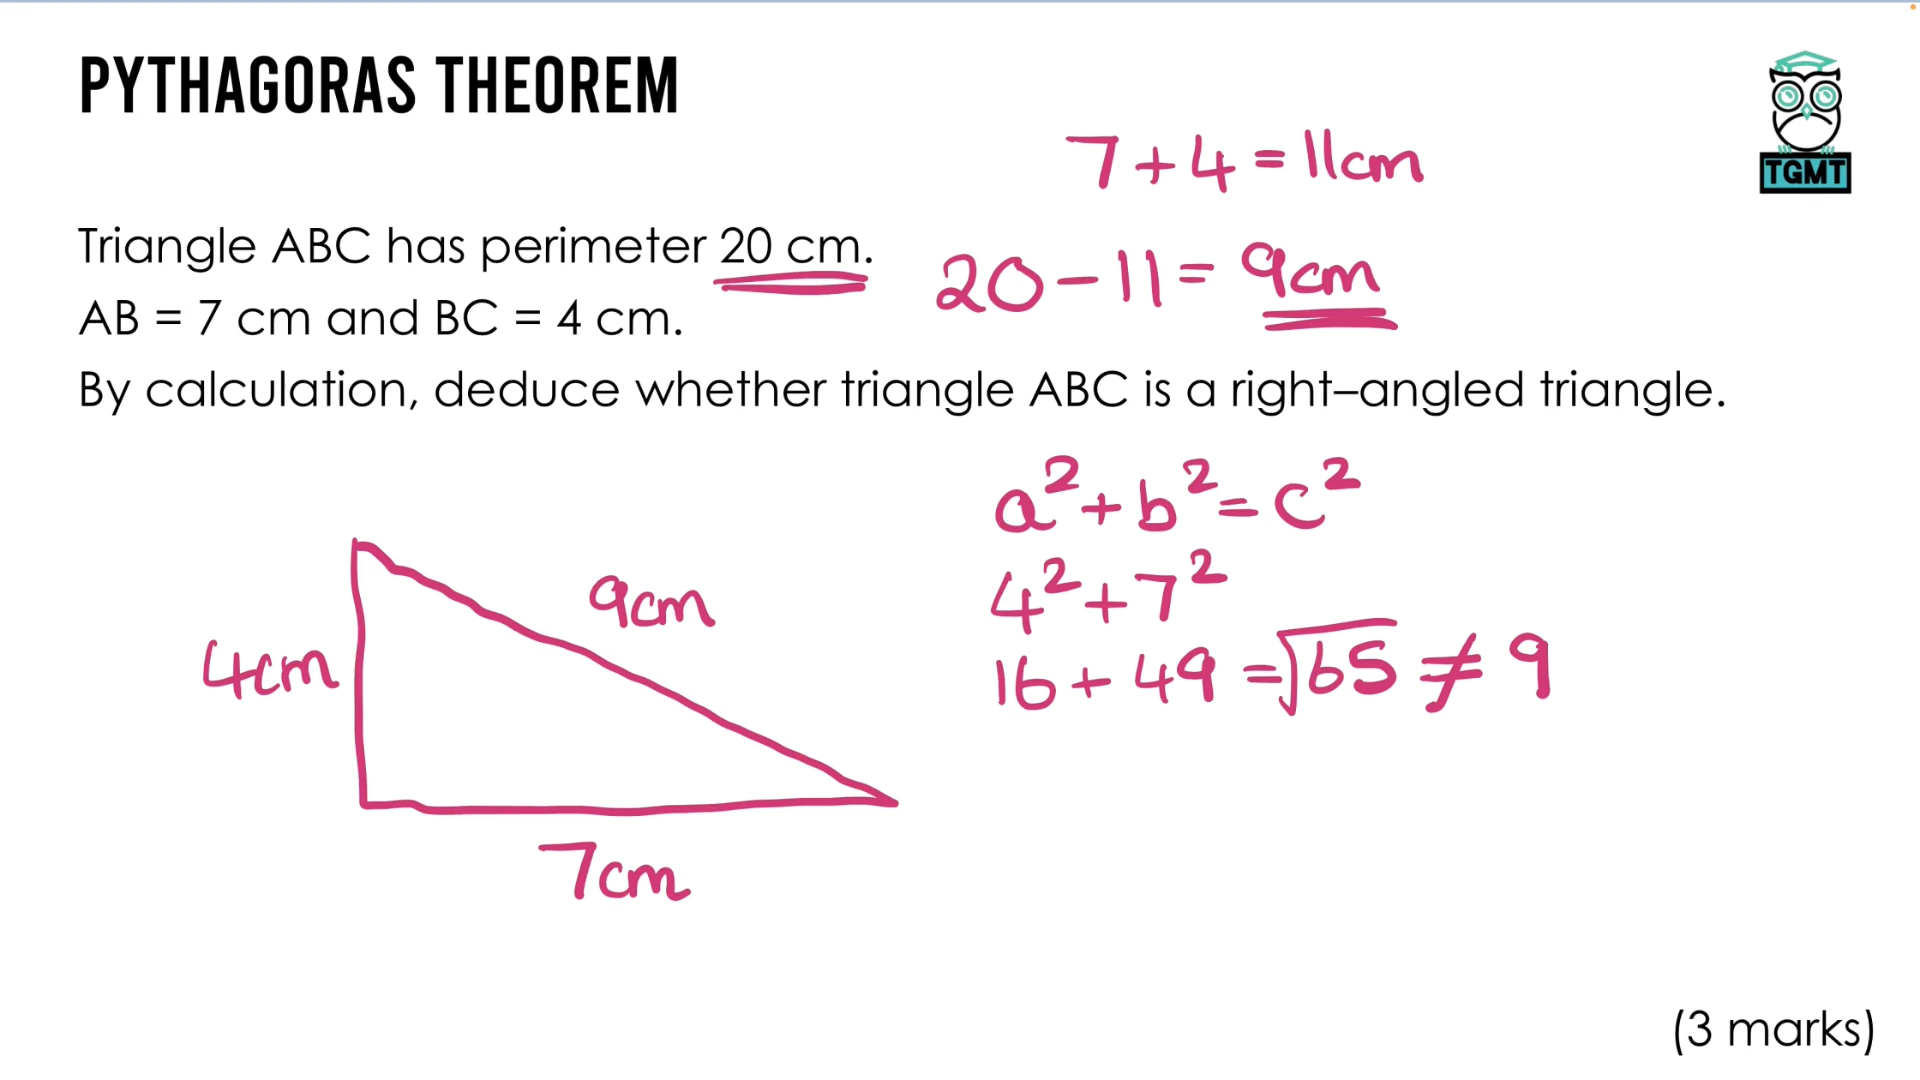 PYTHAGORAS THEOREM
TGMT
7 + 4 = 11cm
Triangle ABC has perimeter 20 cm.
20 - 11 = 9cm
AB = 7 cm and BC = 4 cm.
By calculation, deduce whether triangle ABC is a right–angled triangle.
a² + b² = c²
4² + 7²
16 + 49 = √65 ≠ 9
9cm
4cm
7cm
(3 marks)